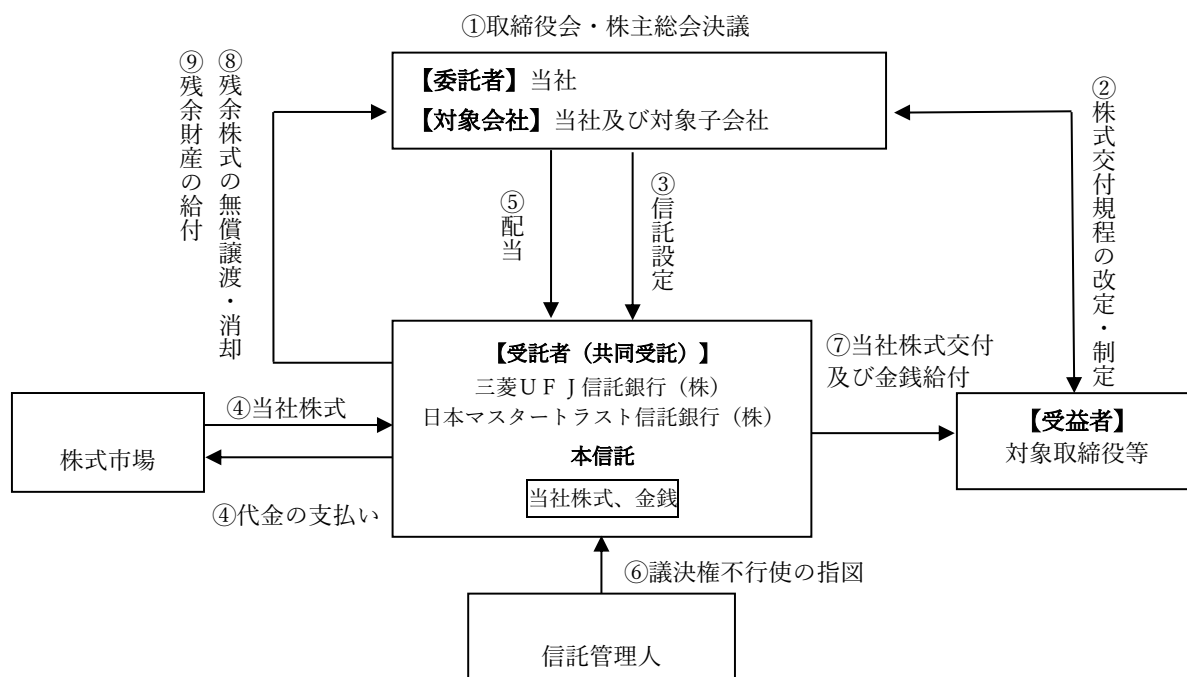 ①取締役会・株主総会決議
【委託者】当社
【対象会社】当社及び対象子会社
⑨残余財産の給付
⑧残余株式の無償譲渡・消却
⑤配当
③信託設定
②株式交付規程の改定・制定
【受託者(共同受託)】
三菱UFJ信託銀行(株)
日本マスタートラスト信託銀行(株)
本信託
当社株式、金銭
⑦当社株式交付
及び金銭給付
④当社株式
株式市場
④代金の支払い
【受益者】
対象取締役等
⑥議決権不行使の指図
信託管理人